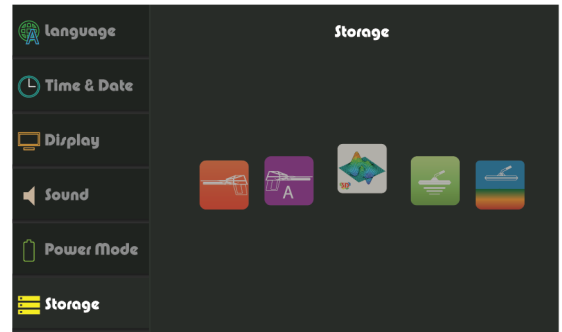 Language
Time & Date
Display
Sound
Power Mode
Storage
Storage
A
3D